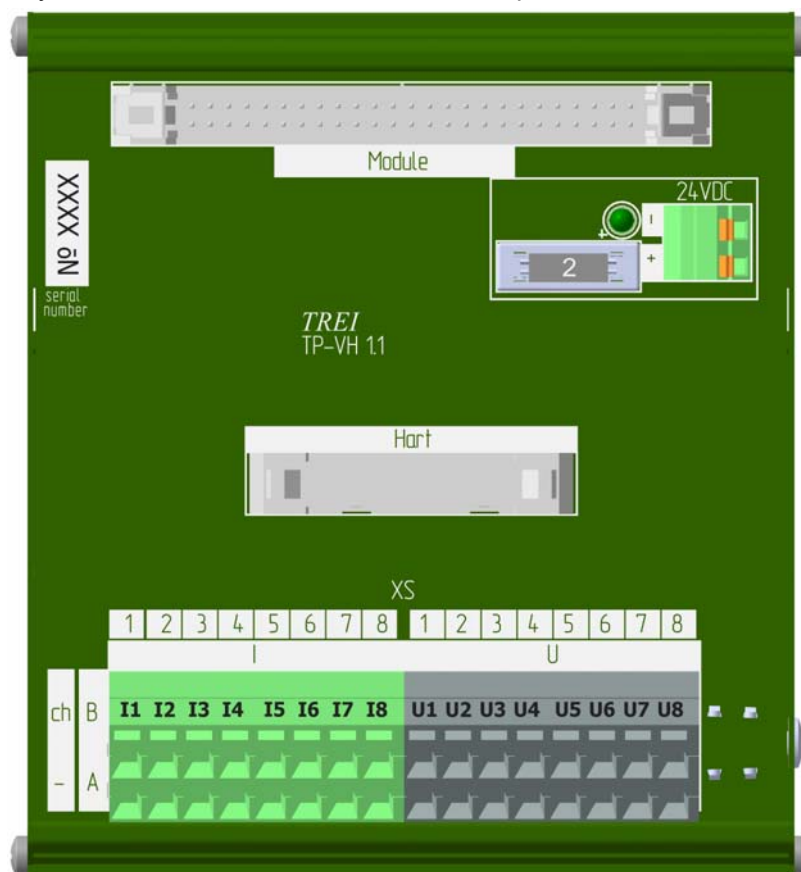 Module
24VDC
-
+
2
№ XXXX
serial
number
TREI
TP-VH 1.1
Hart
XS
1 2 3 4 5 6 7 8 1 2 3 4 5 6 7 8
I U
ch B I1 I2 I3 I4 I5 I6 I7 I8 U1 U2 U3 U4 U5 U6 U7 U8
- A